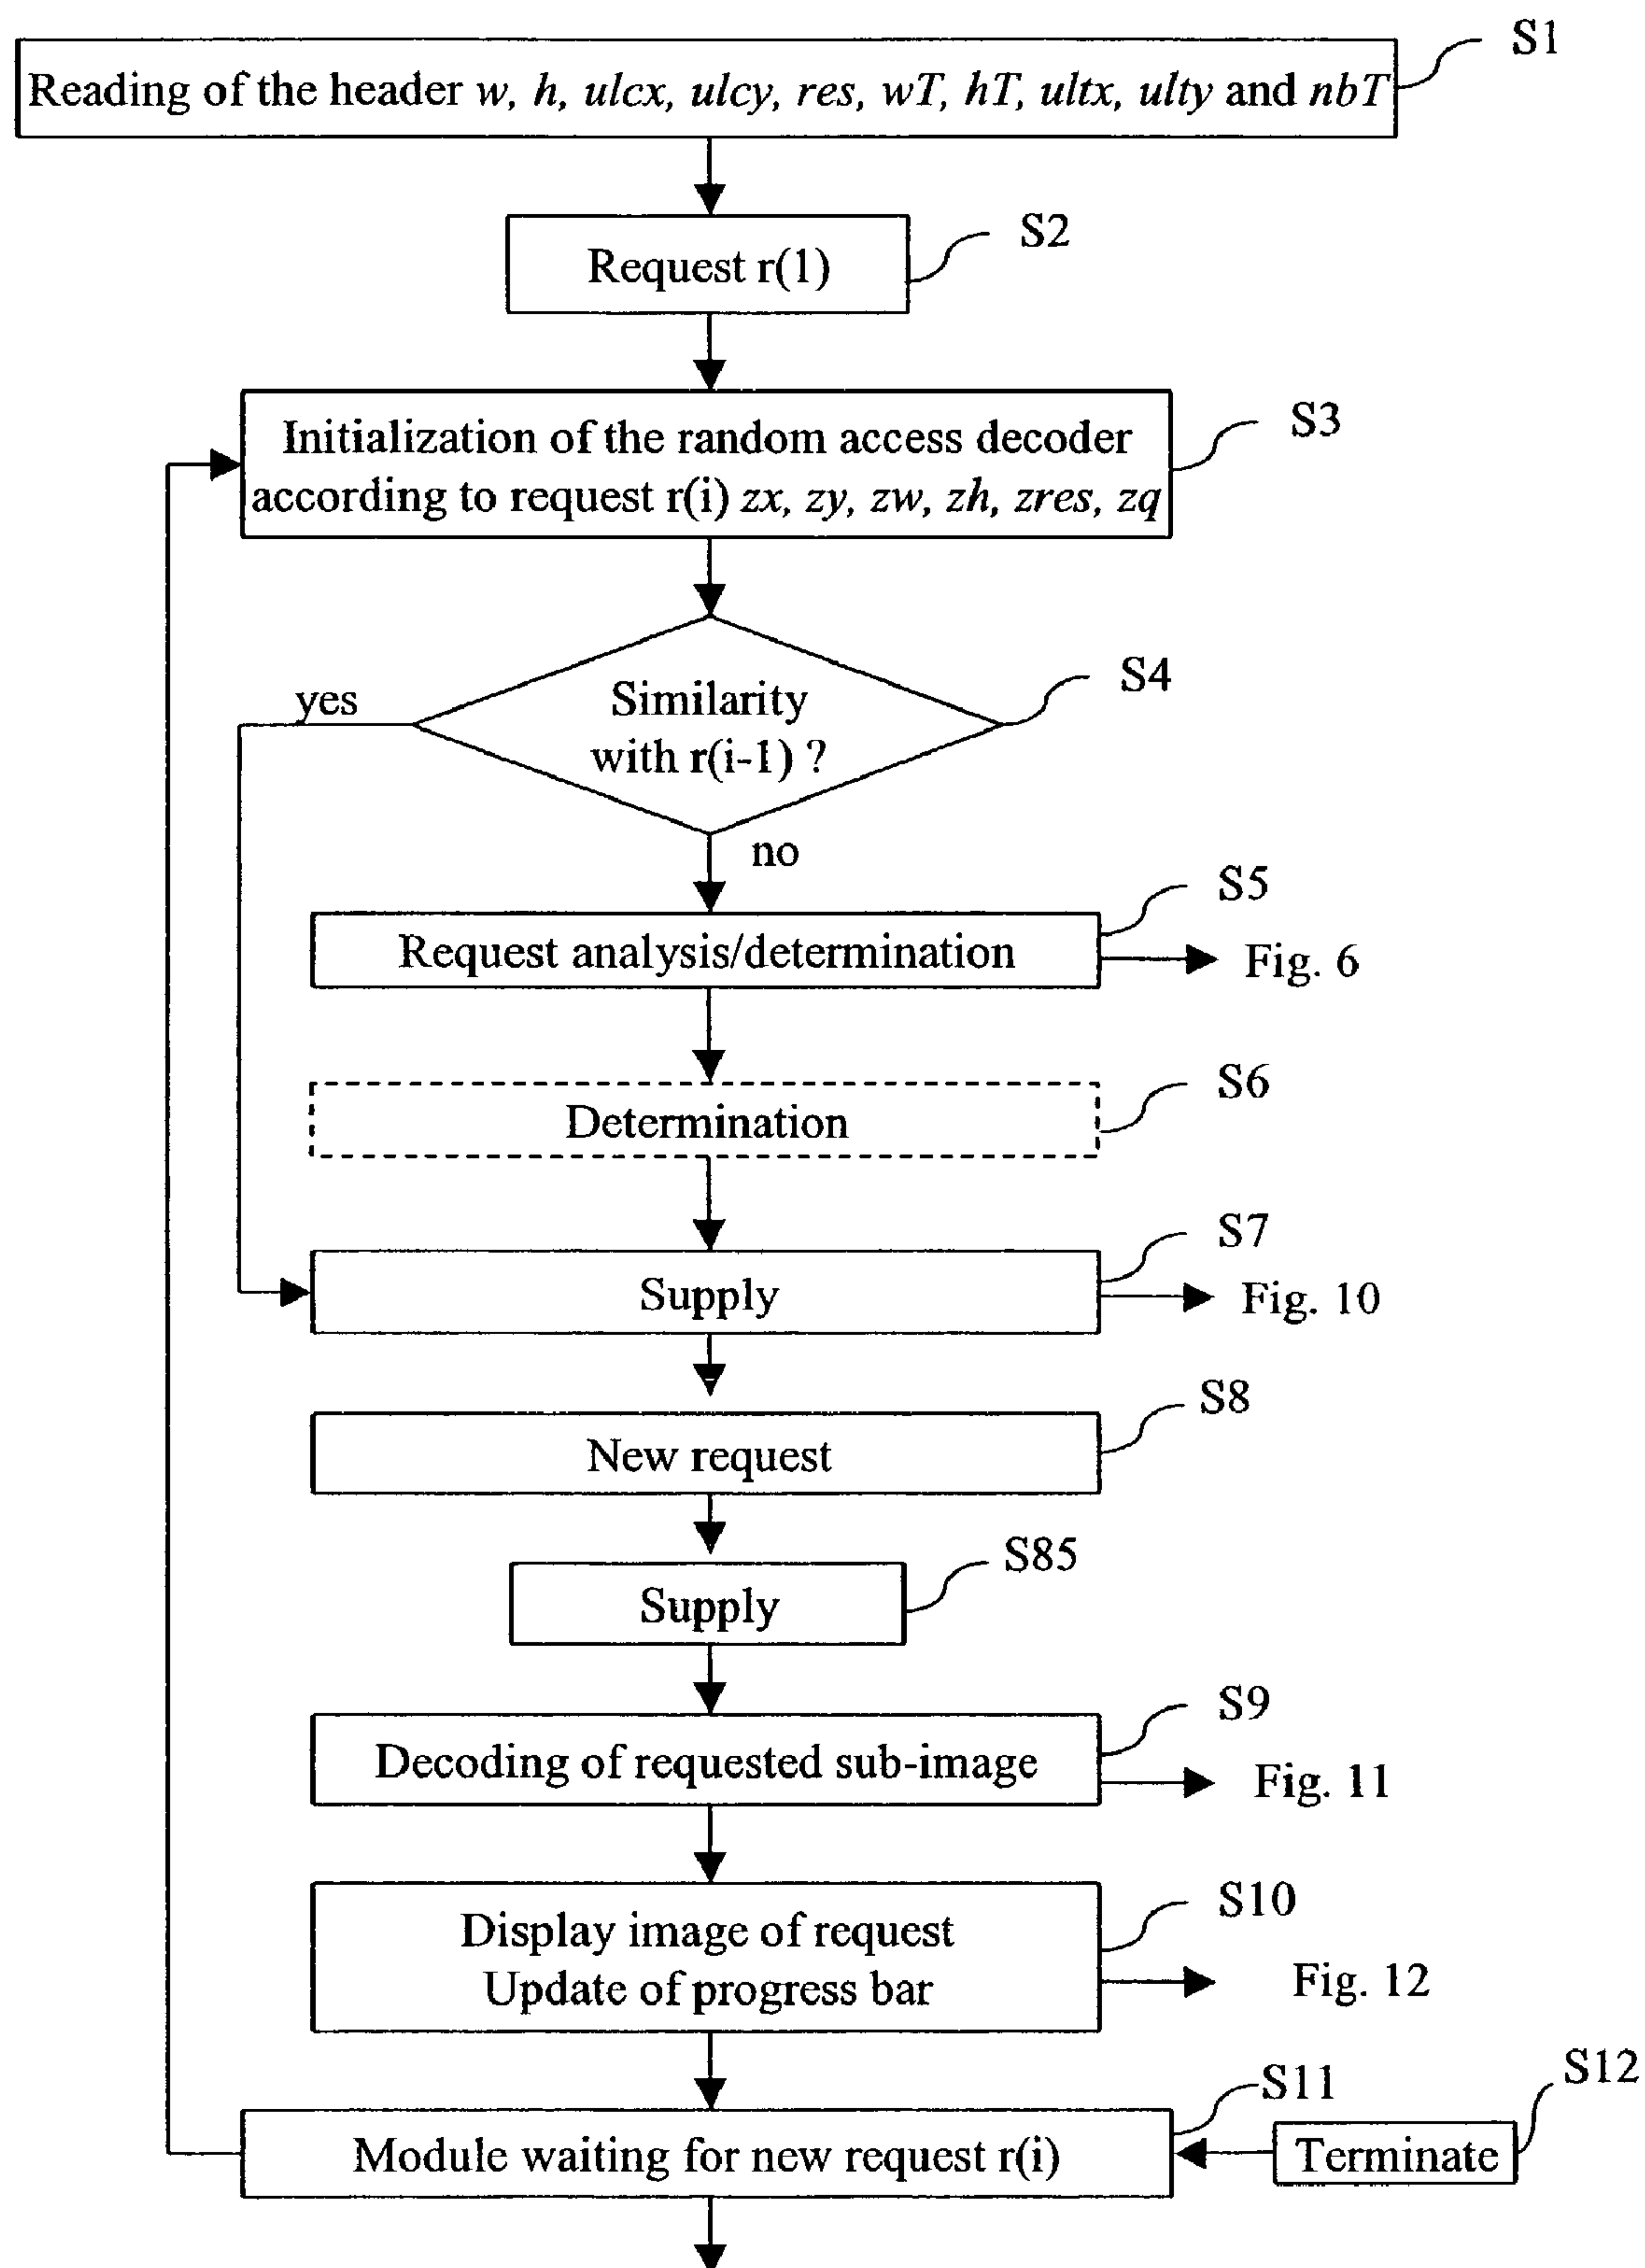 S1
Reading of the header w, h, ulcx, ulcy, res, wT, hT, ultx, ulty and nbT
S2
Request r(1)
S3
Initialization of the random access decoder
according to request r(i) zx, zy, zw, zh, zres, zq
S4
yes
Similarity
with r(i-1) ?
no
S5
Request analysis/determination
Fig. 6
S6
Determination
S7
Supply
Fig. 10
S8
New request
S85
Supply
S9
Decoding of requested sub-image
Fig. 11
S10
Display image of request
Update of progress bar
Fig. 12
S11
S12
Module waiting for new request r(i)
Terminate